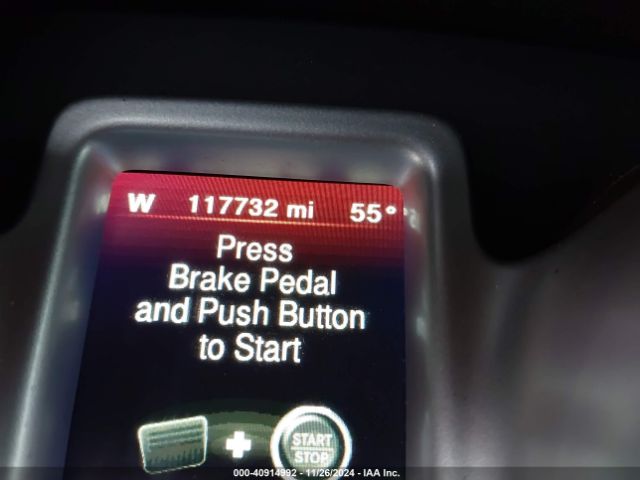 W 117732 mi 55°
Press
Brake Pedal
and Push Button
to Start
START
STOP
000-40914992 - 11/26/2024 - IAA Inc.